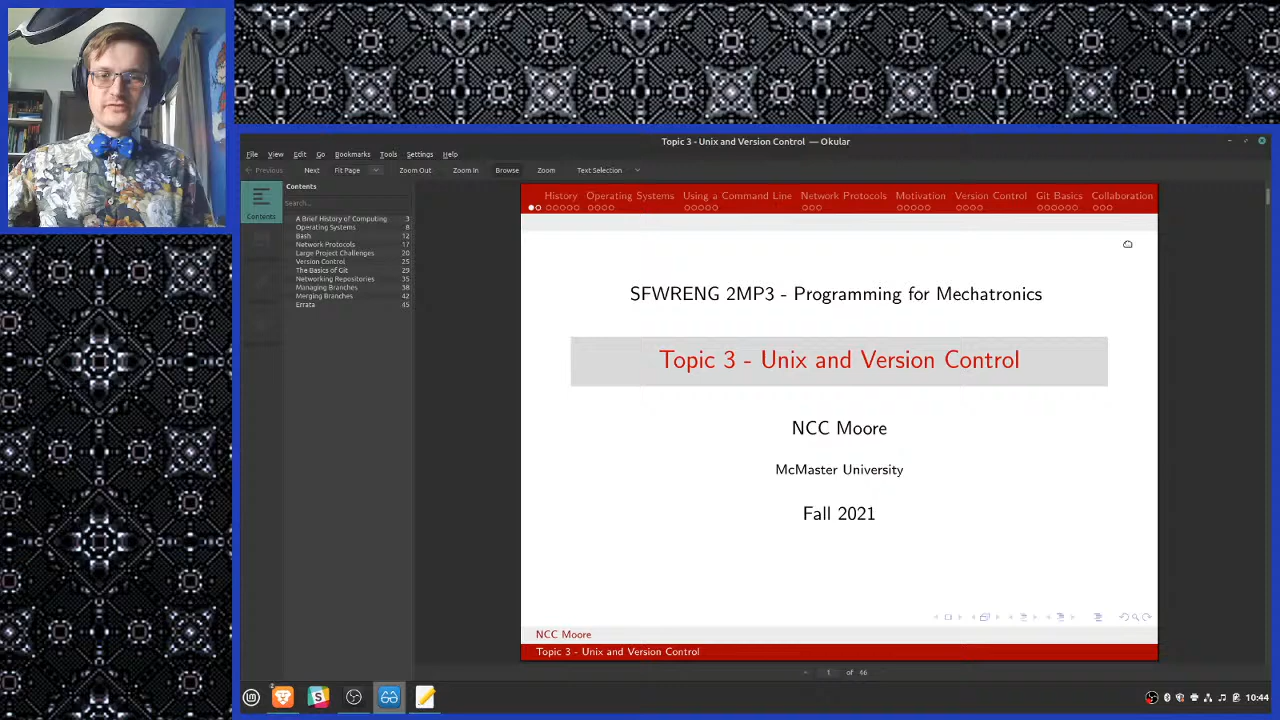 Topic 3 - Unix and Version Control — Okular
File View Edit Go Bookmarks Tools Settings Help
Previous Next Fit Page Zoom Out Zoom In Browse Zoom Text Selection
Contents
Contents
Search...
A Brief History of Computing 3
Operating Systems 8
Bash 12
Network Protocols 17
Large Project Challenges 20
Version Control 25
The Basics of Git 29
Networking Repositories 35
Managing Branches 38
Merging Branches 42
Errata 45
History Operating Systems Using a Command Line Network Protocols Motivation Version Control Git Basics Collaboration
SFWRENG 2MP3 - Programming for Mechatronics
Topic 3 - Unix and Version Control
NCC Moore
McMaster University
Fall 2021
NCC Moore
Topic 3 - Unix and Version Control
1 of 46
10:44